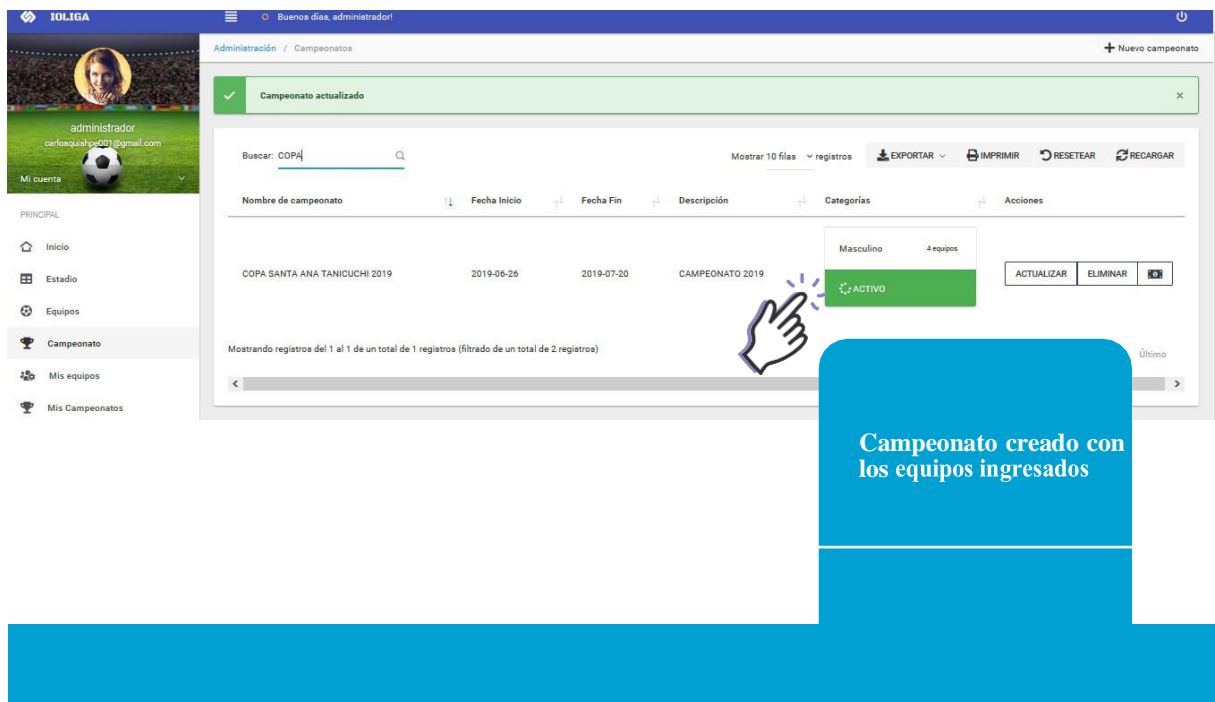 IOLIGA
Buenos días, administrador!
Administración / Campeonatos
Nuevo campeonato
Campeonato actualizado ×
administrador
carlosquishpe001@gmail.com
Mi cuenta
PRINCIPAL
Inicio
Estadio
Equipos
Campeonato
Mis equipos
Mis Campeonatos
Buscar: COPA
Mostrar 10 filas registros
EXPORTAR IMPRIMIR RESETEAR RECARGAR
Nombre de campeonato Fecha Inicio Fecha Fin Descripción Categorías Acciones
Masculino 4 equipos
COPA SANTA ANA TANICUCHI 2019 2019-06-26 2019-07-20 CAMPEONATO 2019 ACTUALIZAR ELIMINAR
ACTIVO
Mostrando registros del 1 al 1 de un total de 1 registros (filtrado de un total de 2 registros)
Último
Campeonato creado con
los equipos ingresados